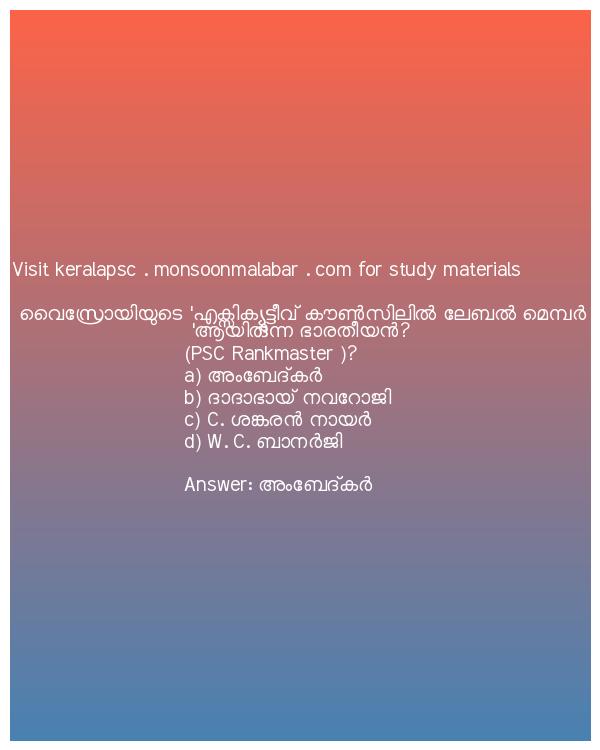 Visit keralapsc . monsoonmalabar . com for study materials
വൈസ്രോയിയുടെ 'എക്സിക്യൂട്ടീവ് കൗൺസിലിൽ ലേബൽ മെമ്പർ
'ആയിരുന്ന ഭാരതീയൻ?
(PSC Rankmaster )?
a) അംബേദ്കർ
b) ദാദാഭായ് നവറോജി
c) C. ശങ്കരൻ നായർ
d) W. C. ബാനർജി
Answer: അംബേദ്കർ